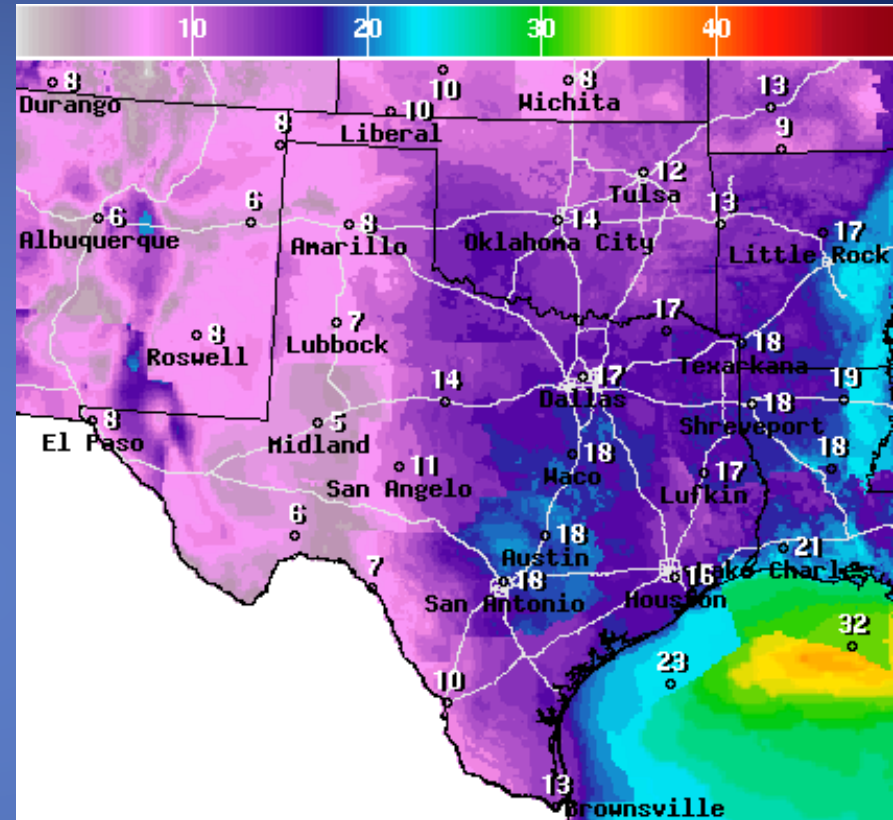 10 20 30 40
8
Durango
10
8
Wichita
10
Liberal
13
8
9
12
Tulsa
6
Albuquerque
6
8
Amarillo
14
Oklahoma City
13
17
Little Rock
7
Lubbock
8
Roswell
17
18
Texarkana
14
17
Dallas
18
Shreveport
19
8
El Paso
5
Midland
11
San Angelo
18
Waco
17
Lufkin
18
6
18
Austin
21
Lake Charles
7
18
San Antonio
16
Houston
32
23
10
13
Brownsville